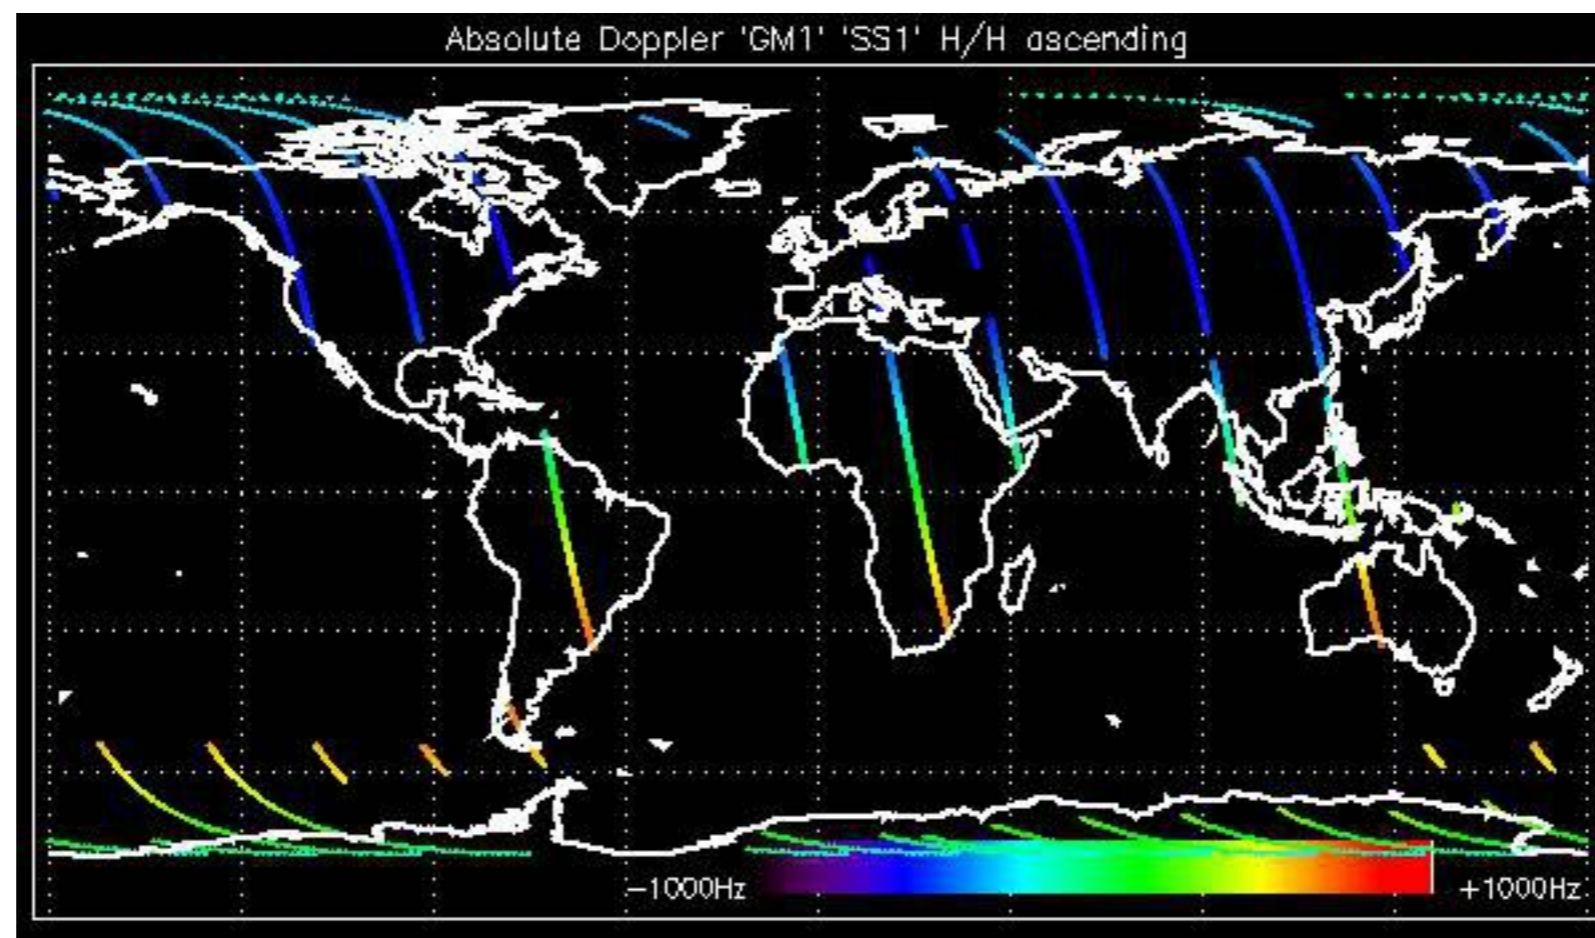 Absolute Doppler 'GM1' 'SS1' H/H ascending
-1000Hz
+1000Hz